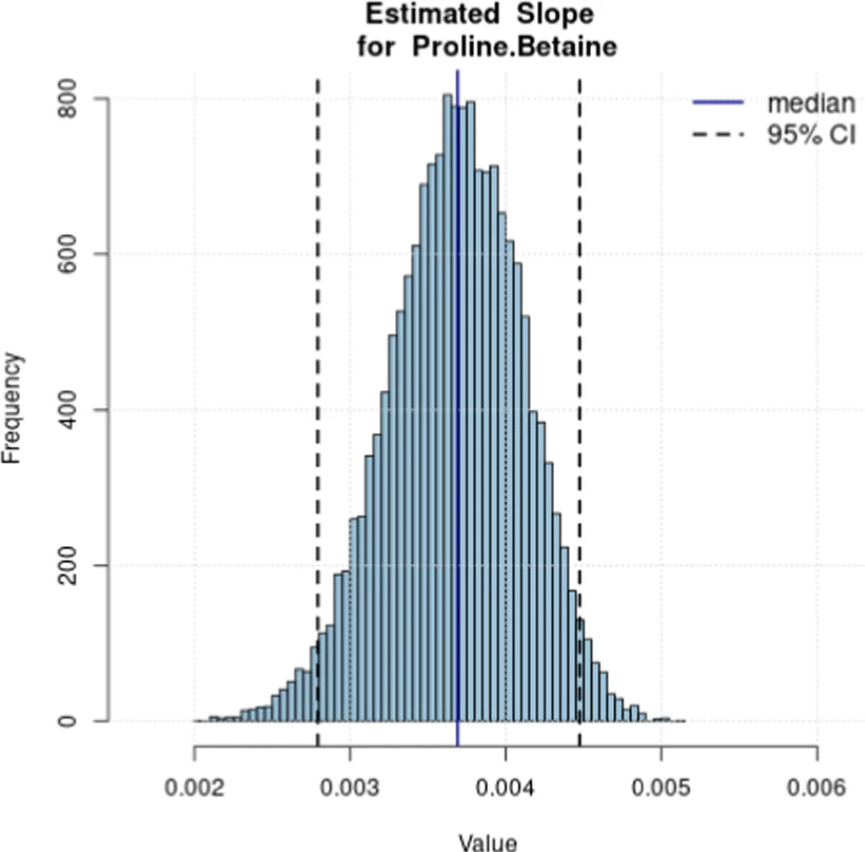 Estimated Slope
for Proline.Betaine
median
95% CI
800
600
400
200
0
Frequency
0.002 0.003 0.004 0.005 0.006
Value